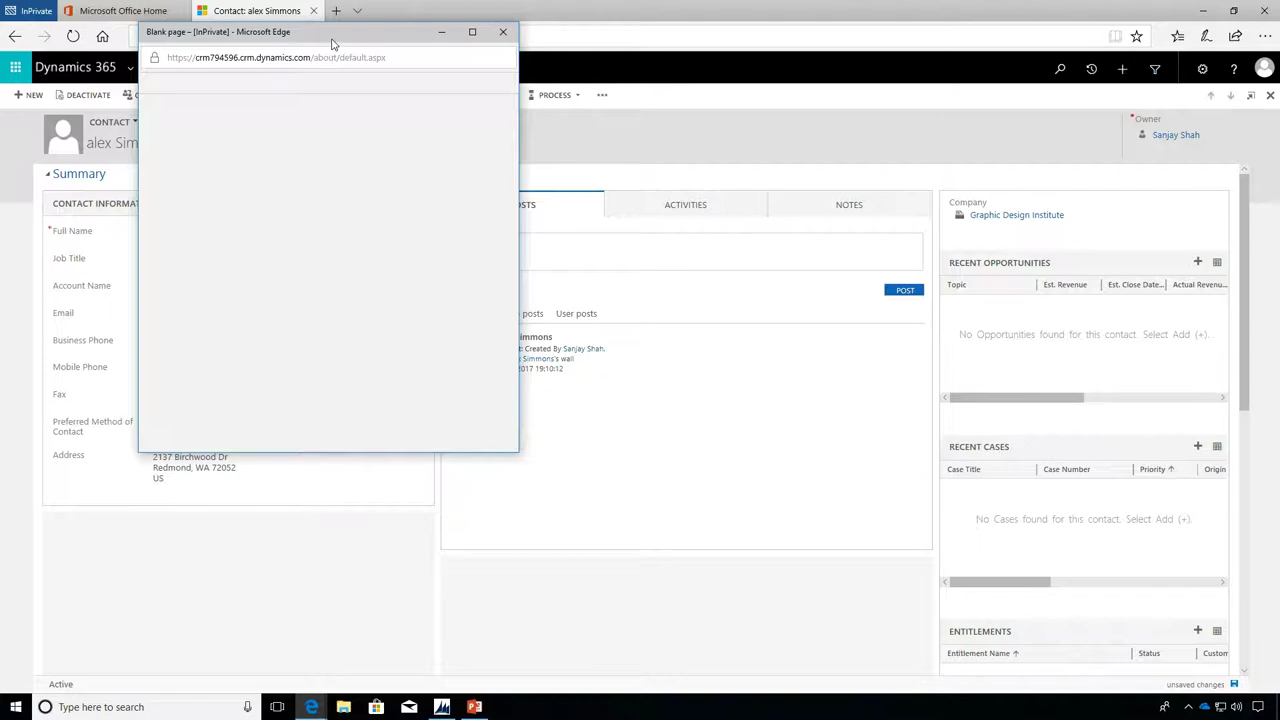 InPrivate
Microsoft Office Home
Contact: alex Simmons
Blank page – [InPrivate] - Microsoft Edge
https://crm794596.crm.dynamics.com/about/default.aspx
Dynamics 365
NEW
DEACTIVATE
PROCESS
CONTACT
alex Sim
Owner
Sanjay Shah
Summary
CONTACT INFORMAT
Full Name
Job Title
Account Name
Email
Business Phone
Mobile Phone
Fax
Preferred Method of
Contact
Address
2137 Birchwood Dr
Redmond, WA 72052
US
OSTS
ACTIVITIES
NOTES
POST
posts
User posts
immons
t: Created By Sanjay Shah.
Simmons's wall
2017 19:10:12
Company
Graphic Design Institute
RECENT OPPORTUNITIES
Topic
Est. Revenue
Est. Close Date...
Actual Revenu...
No Opportunities found for this contact. Select Add (+).
RECENT CASES
Case Title
Case Number
Priority
Origin
No Cases found for this contact. Select Add (+).
ENTITLEMENTS
Entitlement Name
Status
Custom
Active
unsaved changes
Type here to search